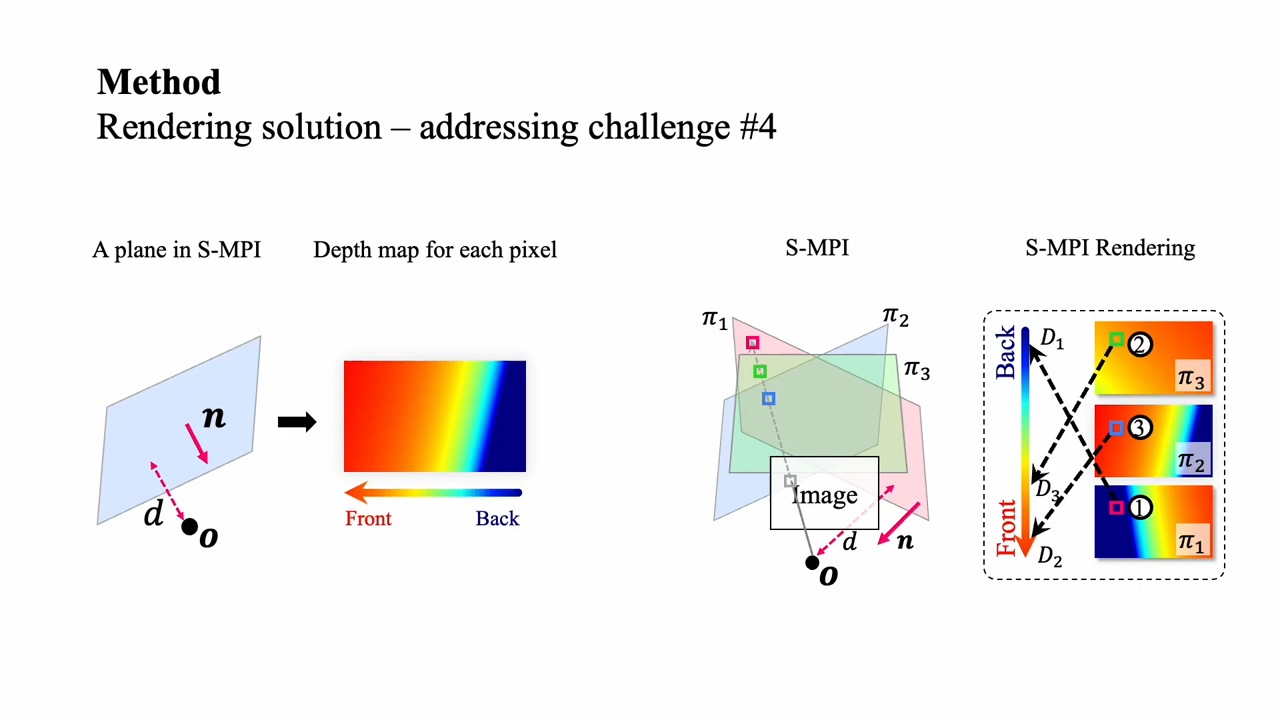 Method
Rendering solution – addressing challenge #4
A plane in S-MPI
Depth map for each pixel
S-MPI
S-MPI Rendering
n
d
o
Front
Back
π1
π2
π3
Image
d
n
o
Back
Front
D1
D3
D2
②
π3
③
π2
①
π1